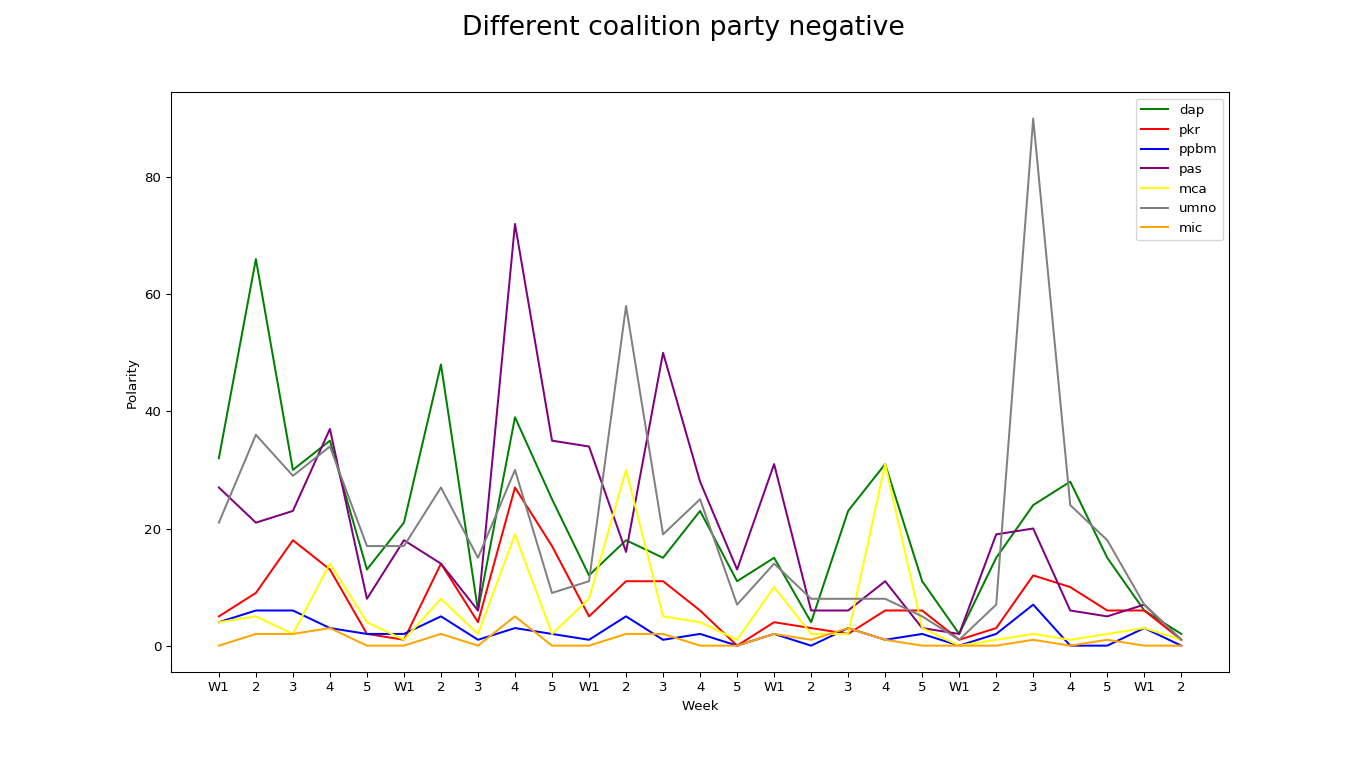 Different coalition party negative
dap
pkr
ppbm
pas
mca
umno
mic
80
60
40
20
0
Polarity
W1 2 3 4 5 W1 2 3 4 5 W1 2 3 4 5 W1 2 3 4 5 W1 2 3 4 5 W1 2
Week